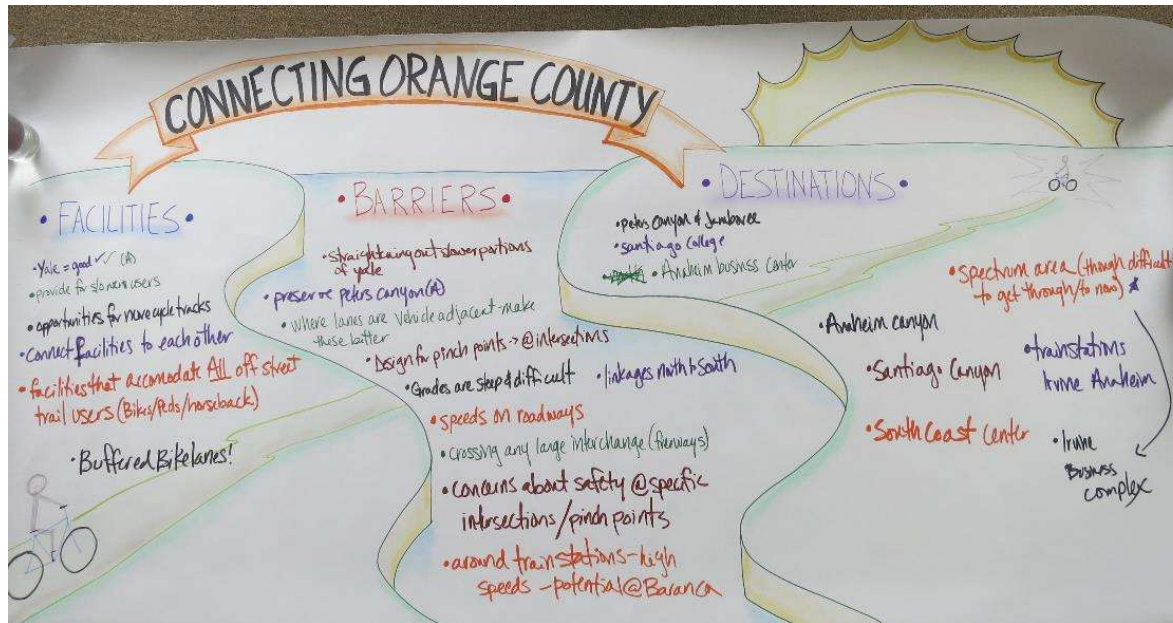 CONNECTING ORANGE COUNTY
• FACILITIES •
• Yale = good ✓✓ (A)
• provide for slower users
• opportunities for more cycle tracks
• Connect facilities to each other
• facilities that accomodate ALL off street
trail users (Bikes/Peds/horseback)
• Buffered Bikelanes!
• BARRIERS •
• straightening out slower portions
of yale
• preserve peters canyon (A)
• where lanes are vehicle adjacent - make
these better
• Design for pinch points -> @ intersections
• Grades are steep & difficult
• linkages north to south
• speeds on roadways
• crossing any large interchange (freeways)
• concerns about safety @ specific
intersections/pinch points
• around train stations - high
speeds - potential @ Baranca
• DESTINATIONS •
• peters canyon & Jamboree
• santiago college
• Anaheim business center
• spectrum area (though difficult
to get through/to now) *
• Anaheim canyon
• Santiago Canyon
• South Coast Center
• trainstations
Irvine Anaheim
• Irvine
Business
complex